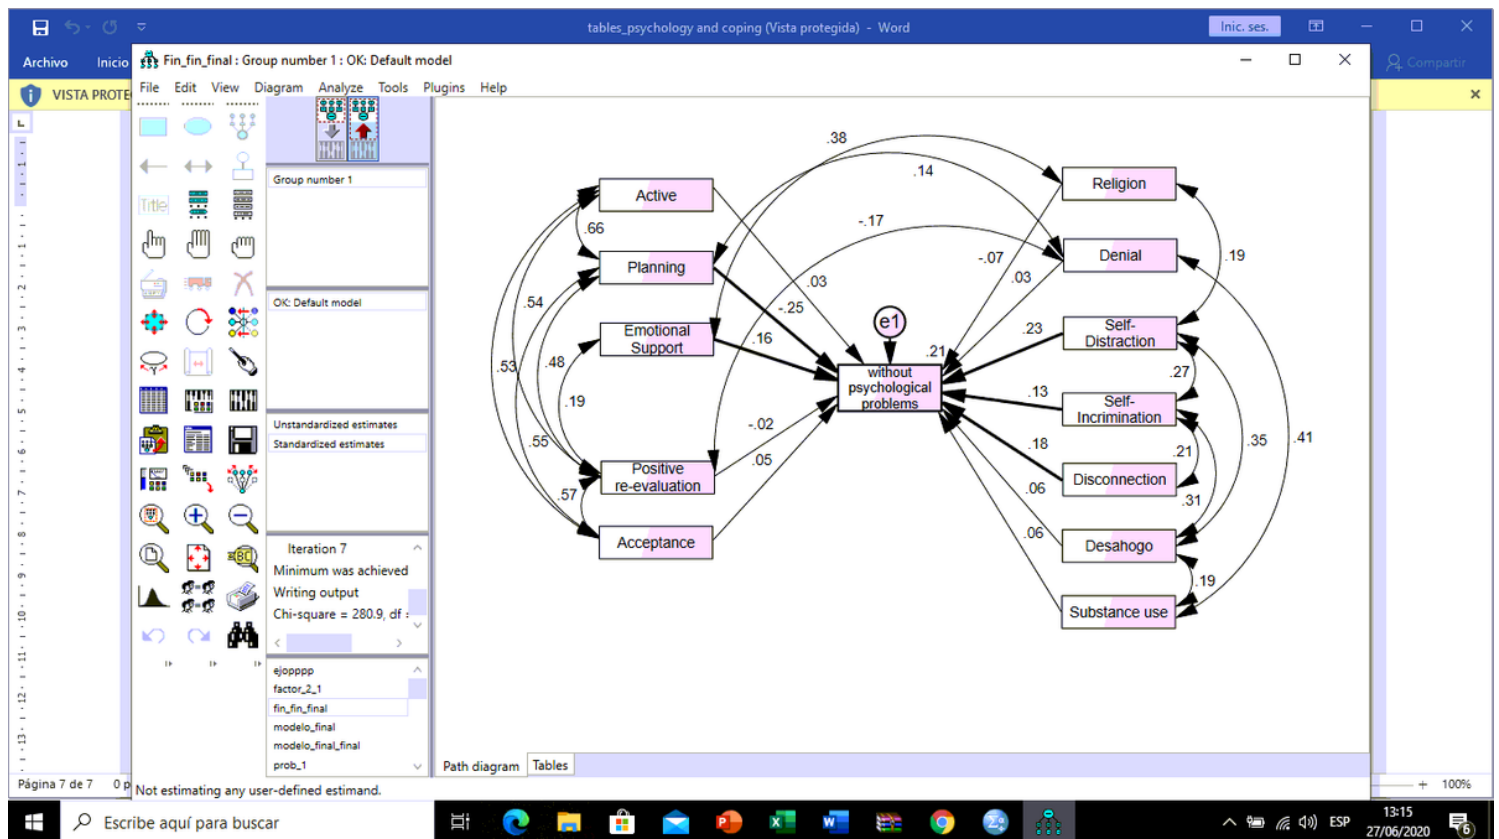 tables_psychology and coping (Vista protegida) - Word
Inic. ses.
Archivo
Inicio
Compartir
VISTA PROTE
Fin_fin_final : Group number 1 : OK: Default model
File Edit View Diagram Analyze Tools Plugins Help
Title
Group number 1
OK: Default model
Unstandardized estimates
Standardized estimates
Iteration 7
Minimum was achieved
Writing output
Chi-square = 280.9, df
ejopppp
factor_2_1
fin_fin_final
modelo_final
modelo_final_final
prob_1
Active
Planning
Emotional
Support
Positive
re-evaluation
Acceptance
.66
.54
.53
.48
.19
.55
.57
.38
.14
-.17
.03
-.25
.16
-.02
.05
e1
.21
without
psychological
problems
-.07
.03
.23
.13
.18
.06
.06
Religion
Denial
Self-
Distraction
Self-
Incrimination
Disconnection
Desahogo
Substance use
.19
.27
.21
.31
.35
.41
.19
Path diagram
Tables
Not estimating any user-defined estimand.
Página 7 de 7
0 p
100%
Escribe aquí para buscar
ESP
13:15
27/06/2020
6